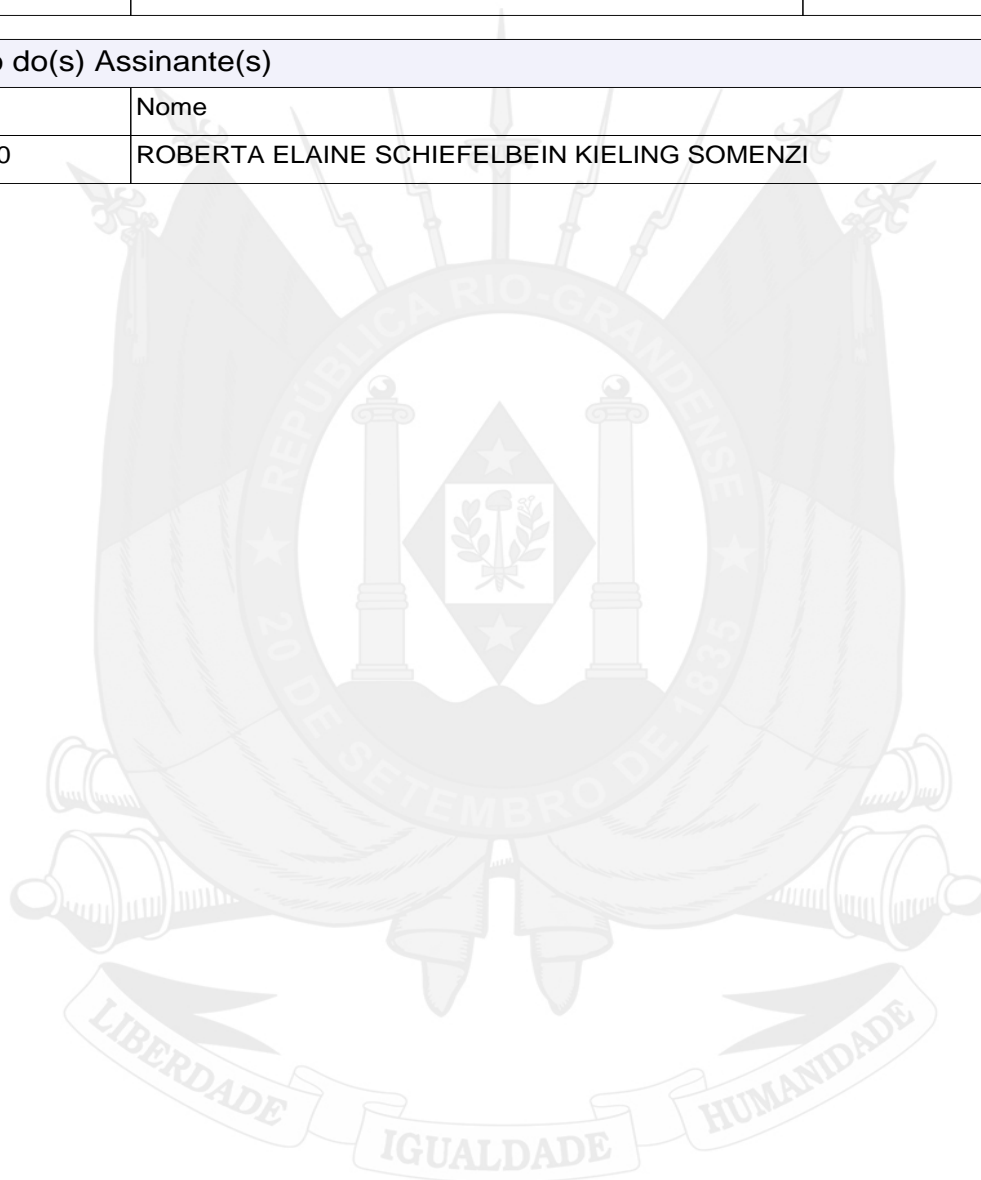 do(s) Assinante(s)
Nome
0
ROBERTA ELAINE SCHIEFELBEIN KIELING SOMENZI
REPÚBLICA RIO-GRANDENSE
★ 20 DE SETEMBRO DE 1835 ★
LIBERDADE
IGUALDADE
HUMANIDADE